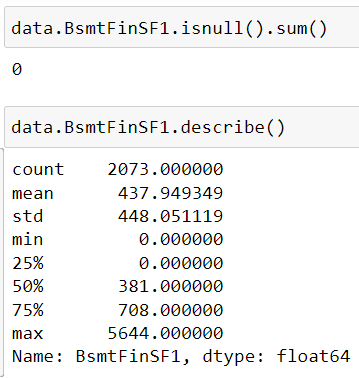 data.BsmtFinSF1.isnull().sum()
0
data.BsmtFinSF1.describe()
count    2073.000000
mean      437.949349
std       448.051119
min         0.000000
25%         0.000000
50%       381.000000
75%       708.000000
max      5644.000000
Name: BsmtFinSF1, dtype: float64